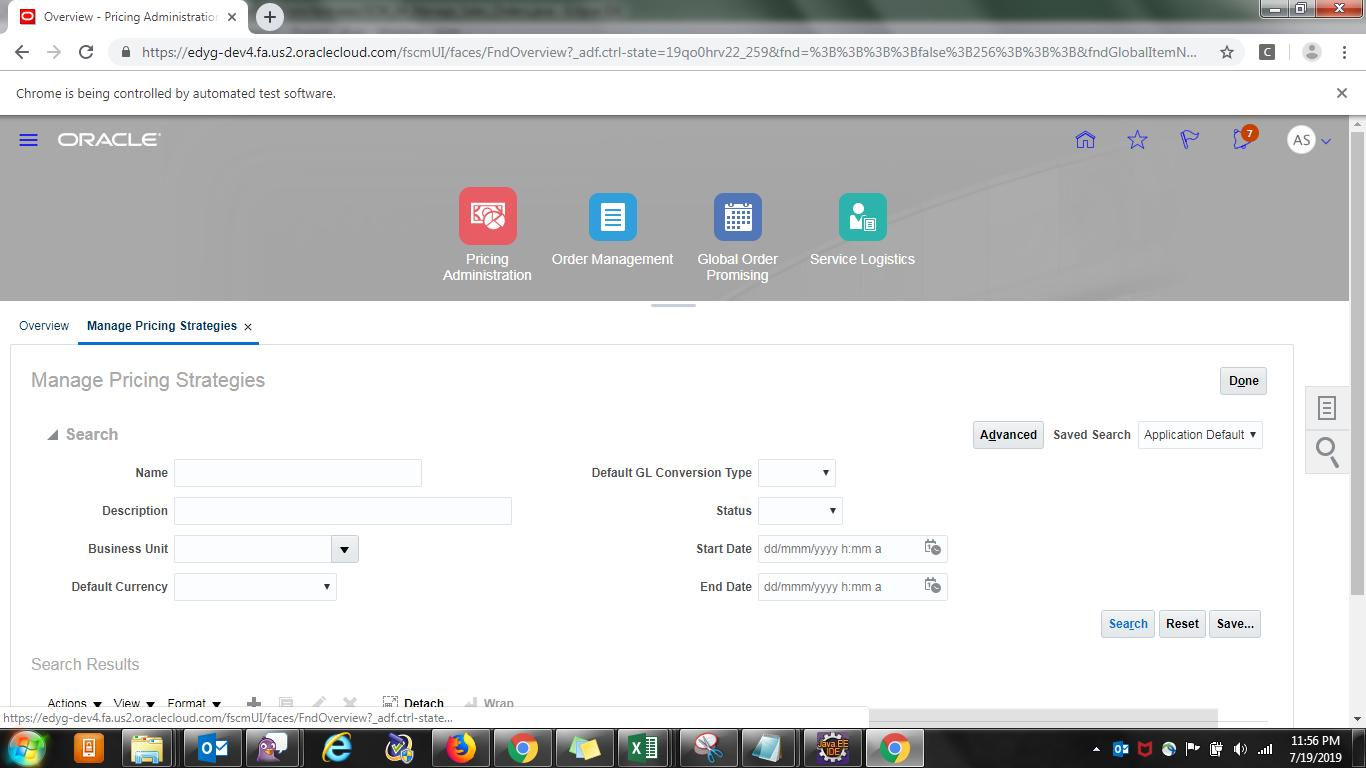 Overview - Pricing Administration
https://edyg-dev4.fa.us2.oraclecloud.com/fscmUI/faces/FndOverview?_adf.ctrl-state=19qo0hrv22_259&fnd=%3B%3B%3B%3Bfalse%3B256%3B%3B%3B&fndGlobalItemN...
C
Chrome is being controlled by automated test software.
ORACLE
7
AS
Pricing Administration
Order Management
Global Order Promising
Service Logistics
Overview
Manage Pricing Strategies
Manage Pricing Strategies
Done
Search
Advanced
Saved Search
Application Default
Name
Default GL Conversion Type
Description
Status
Business Unit
Start Date
dd/mmm/yyyy h:mm a
Default Currency
End Date
dd/mmm/yyyy h:mm a
Search
Reset
Save...
Search Results
Actions
View
Format
Detach
Wrap
https://edyg-dev4.fa.us2.oraclecloud.com/fscmUI/faces/FndOverview?_adf.ctrl-state...
Java EE
IDE
11:56 PM
7/19/2019